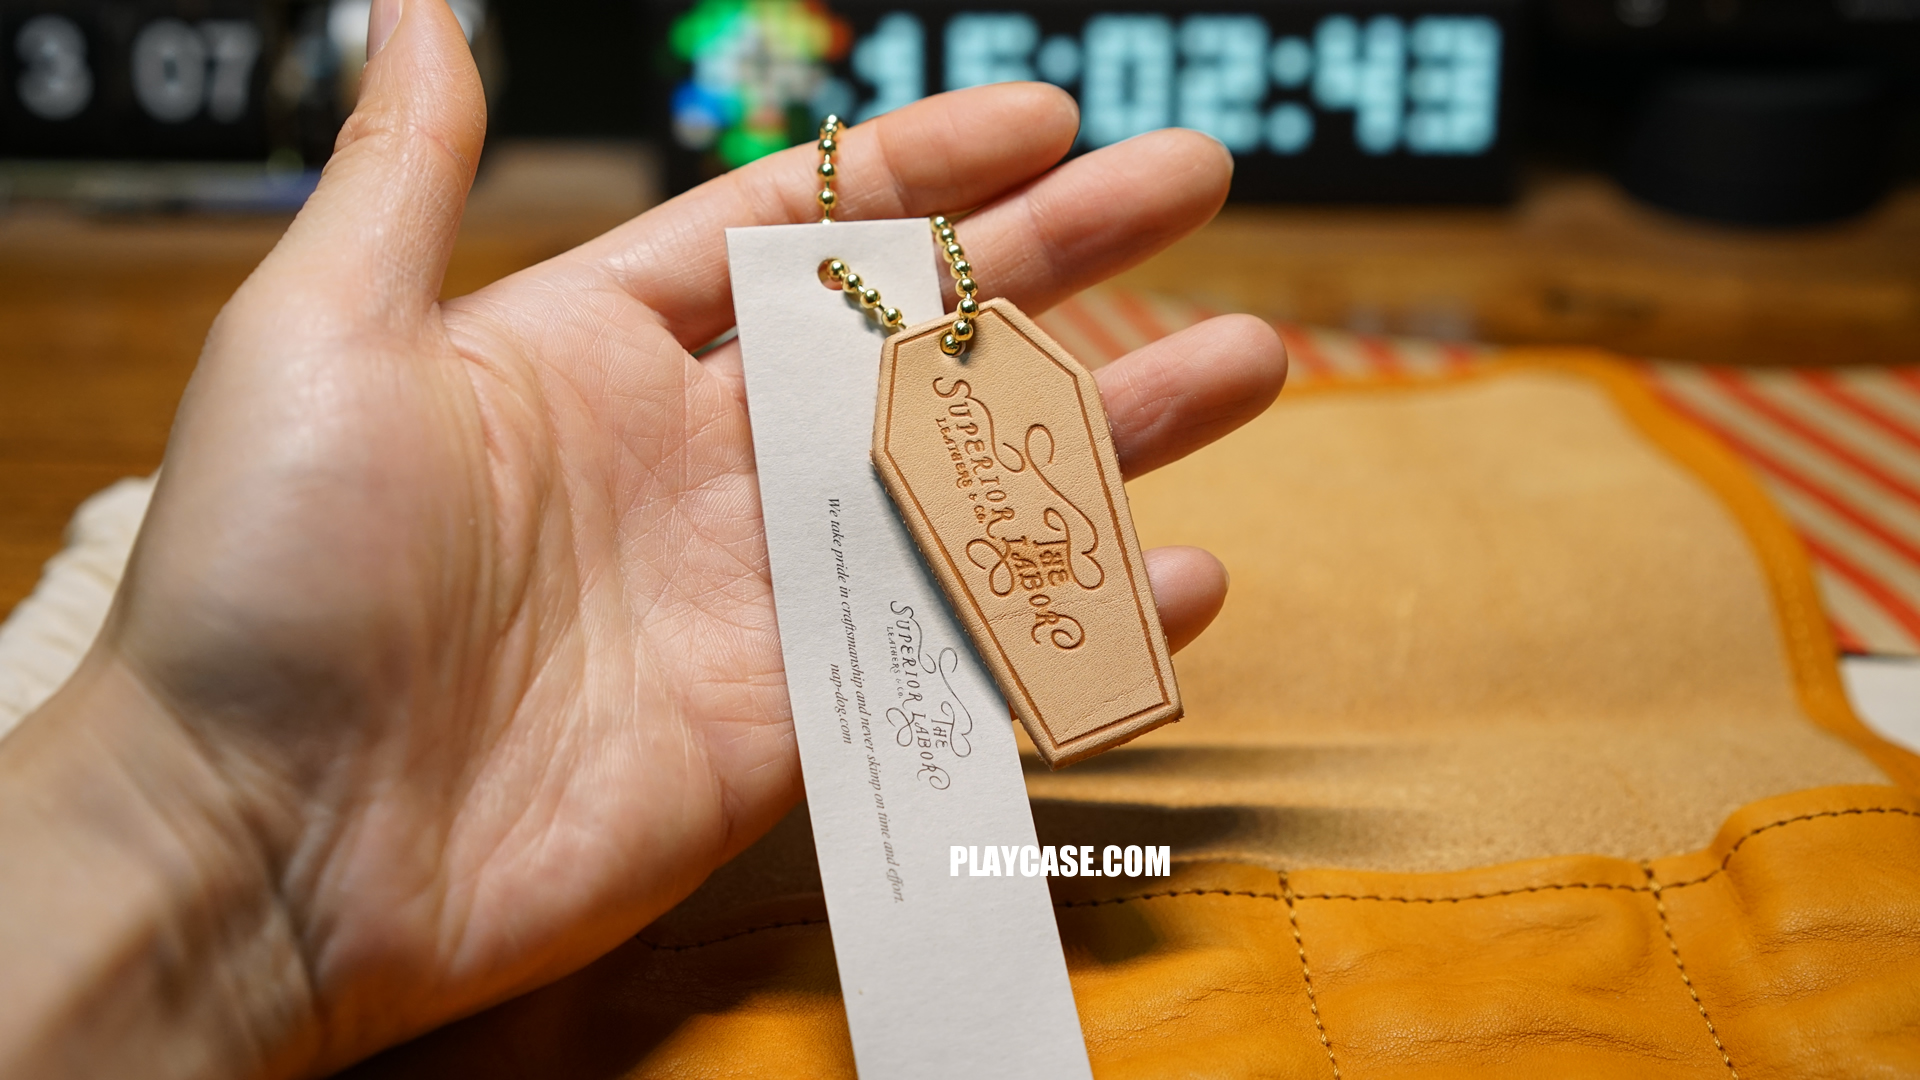 3 07
15:02:43
THE
SUPERIOR LABOR
LEATHERS & CO.
THE
SUPERIOR LABOR
LEATHERS & CO.
We take pride in craftsmanship and never skimp on time and effort.
nap-dog.com
PLAYCASE.COM